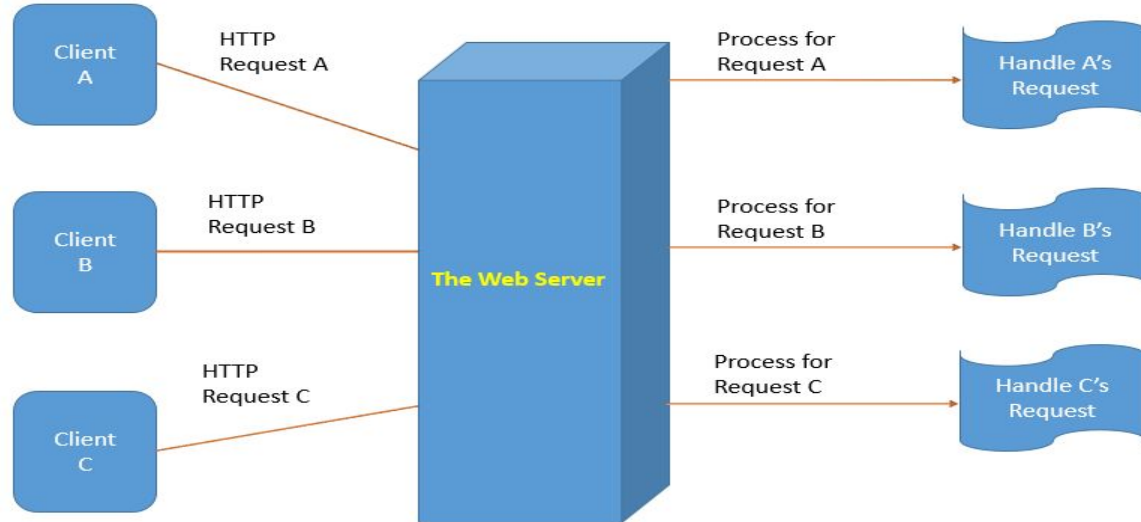 Client
A
HTTP
Request A
Process for
Request A
Handle A's
Request
Client
B
HTTP
Request B
The Web Server
Process for
Request B
Handle B's
Request
Client
C
HTTP
Request C
Process for
Request C
Handle C's
Request